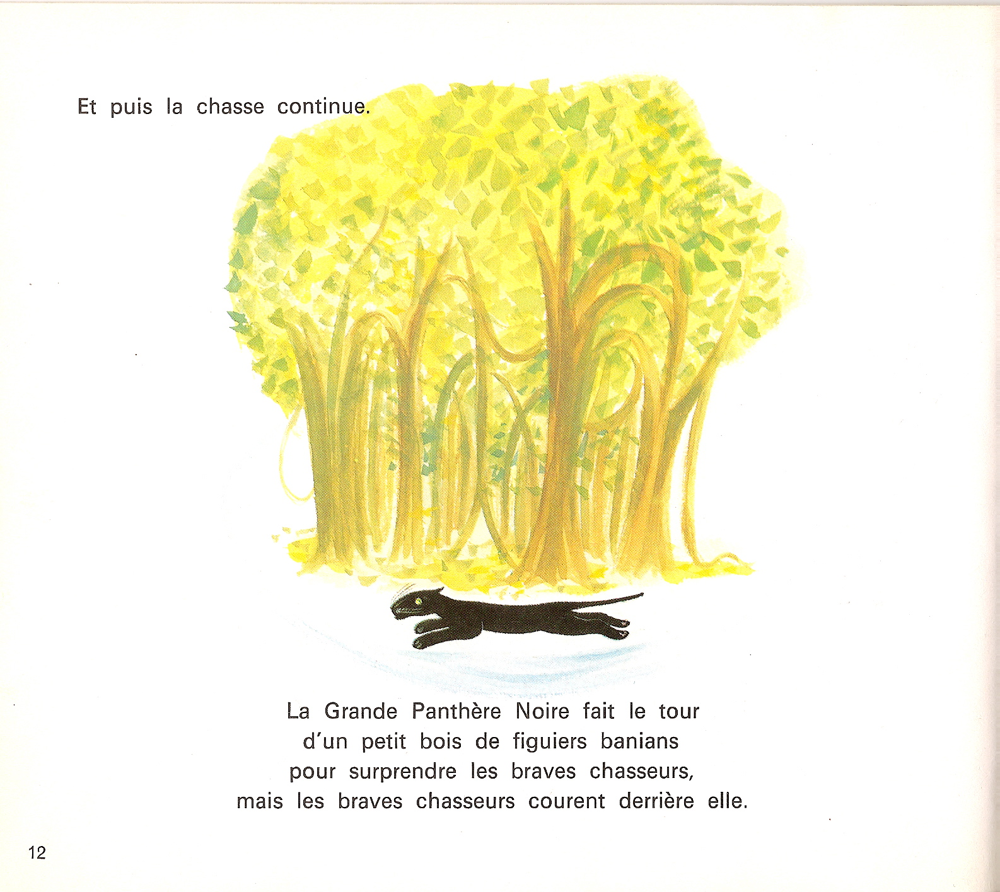 Et puis la chasse continue.
La Grande Panthère Noire fait le tour
d'un petit bois de figuiers banians
pour surprendre les braves chasseurs,
mais les braves chasseurs courent derrière elle.
12